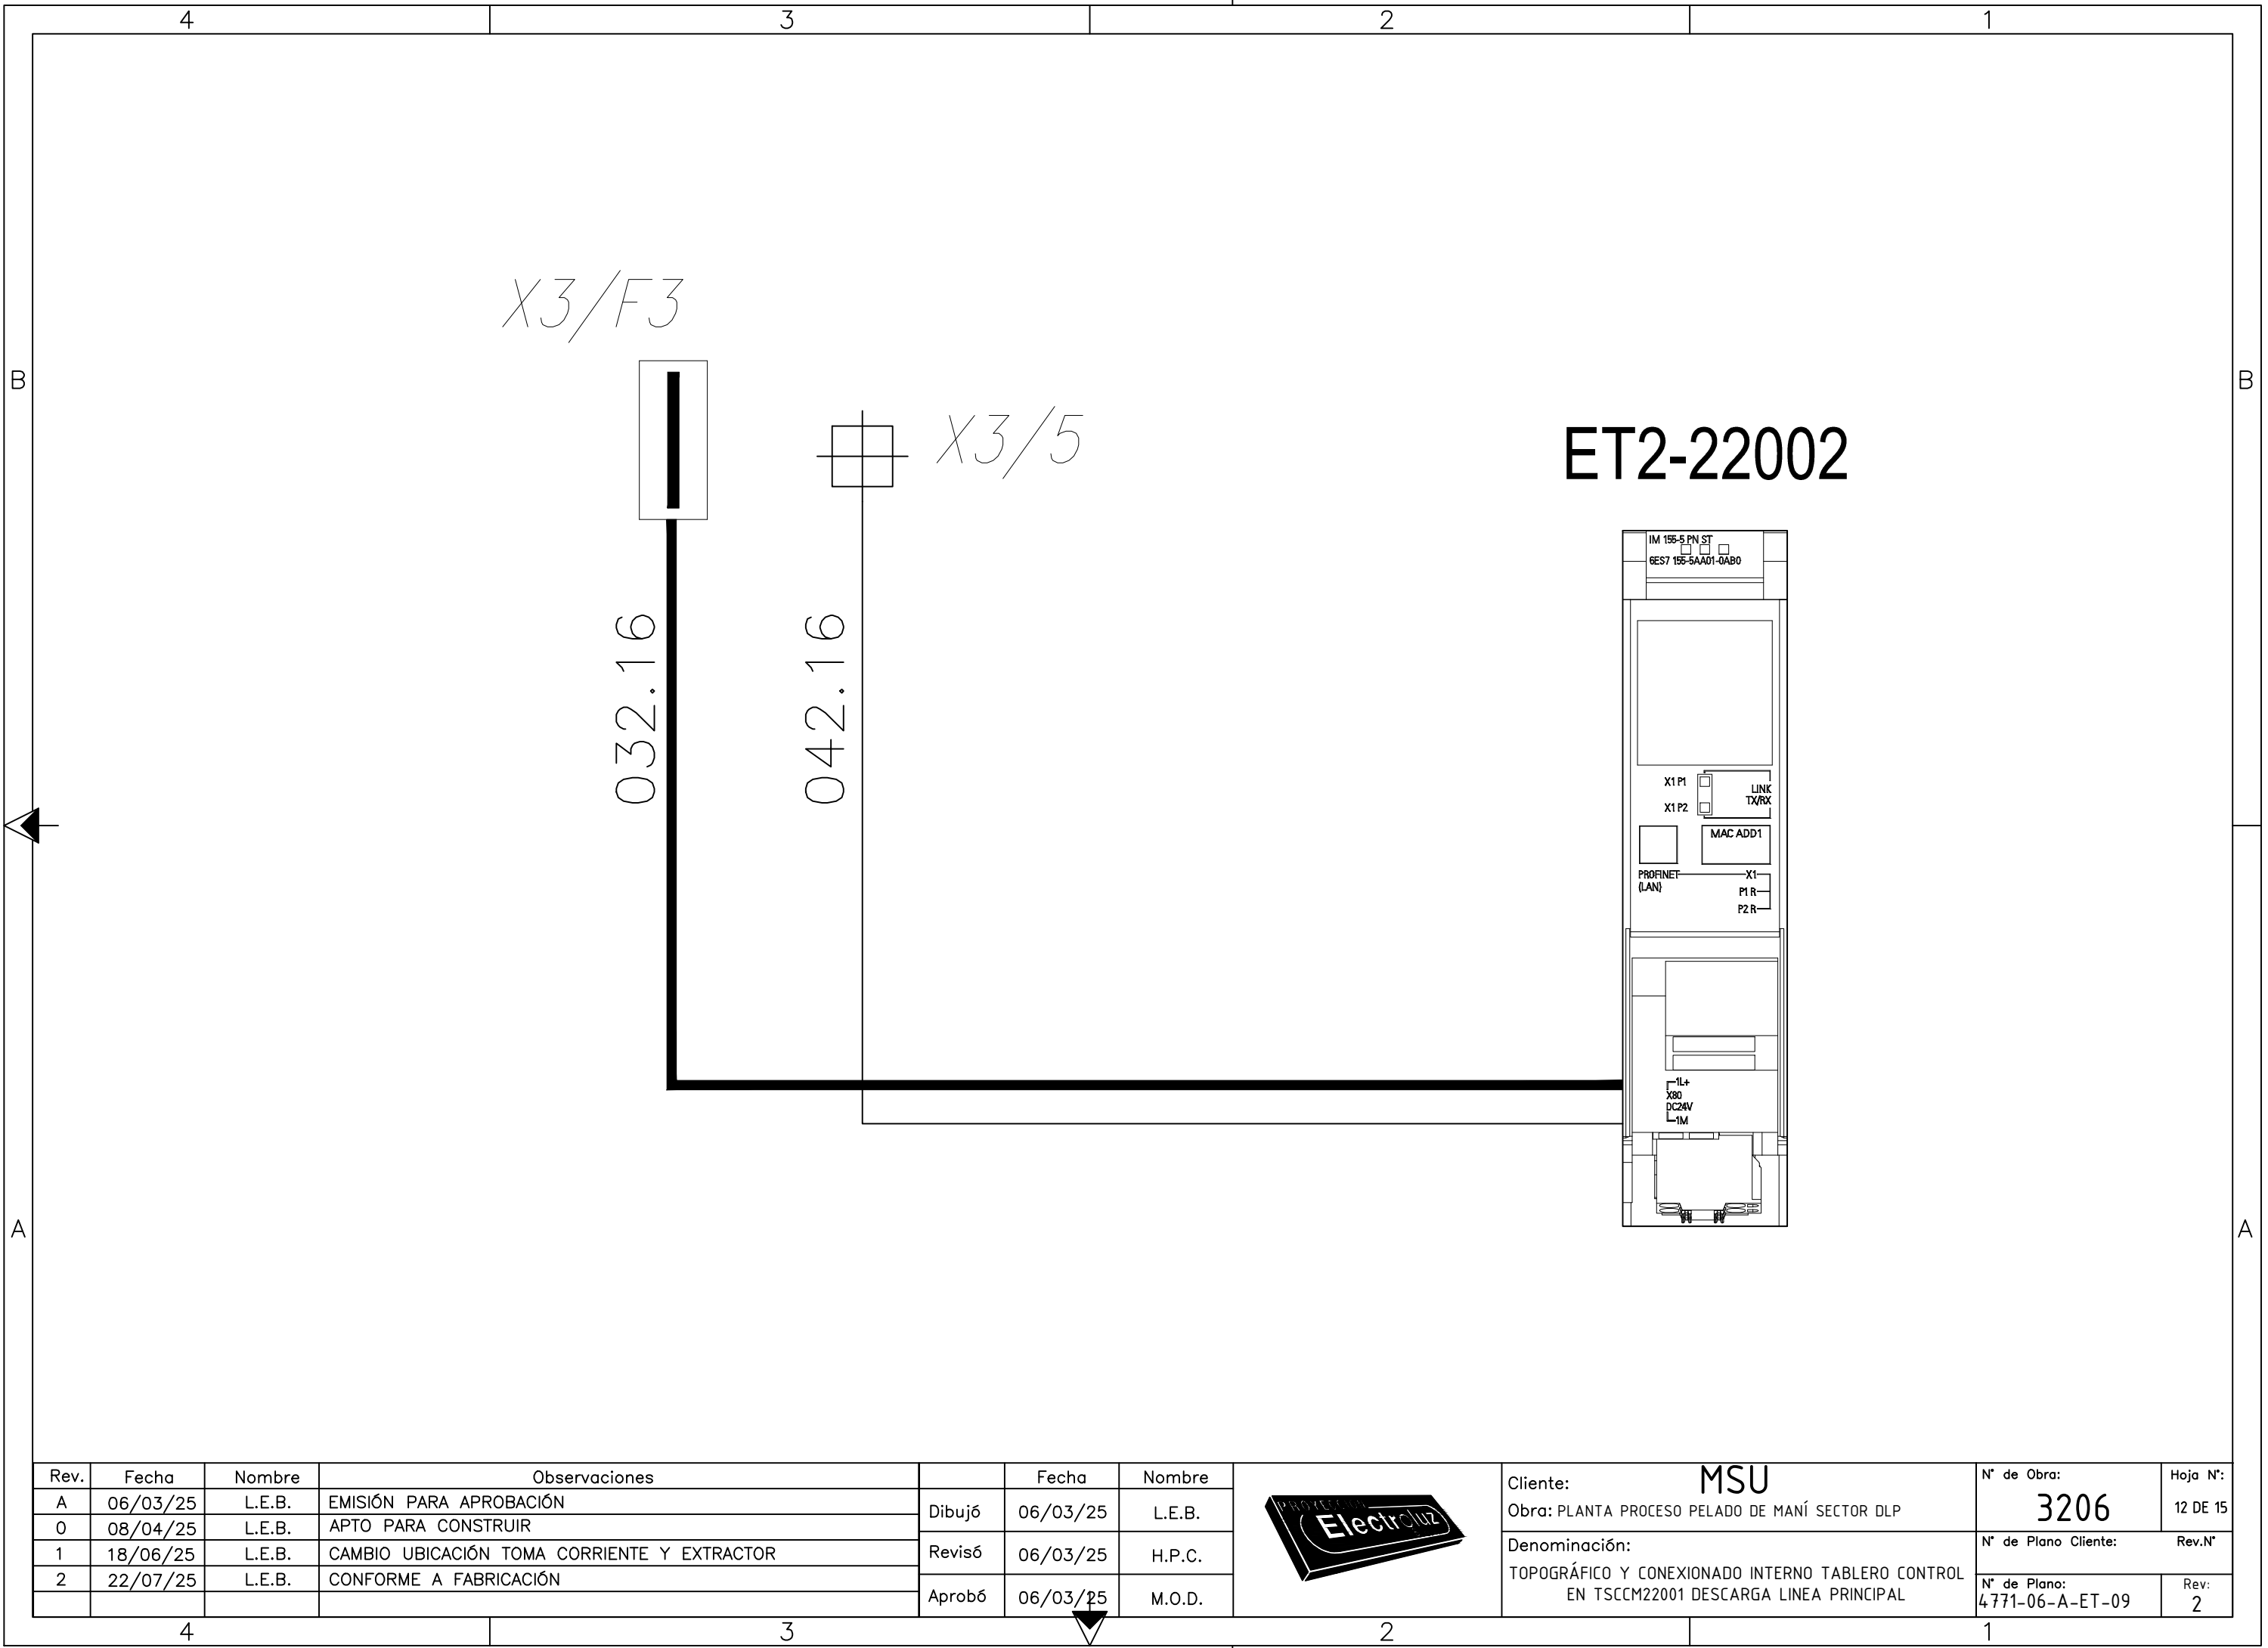 4 3 2 1
X3/F3
B B
X3/5
ET2-22002
IM 155-5 PN ST
6ES7 155-5AA01-0AB0
032.16
042.16
X1 P1
LINK
TX/RX
X1 P2
MAC ADD1
PROFINET X1
(LAN)
P1 R
P2 R
1L+
X80
DC24V
1M
A A
Rev. Fecha Nombre Observaciones
A 06/03/25 L.E.B. EMISIÓN PARA APROBACIÓN
0 08/04/25 L.E.B. APTO PARA CONSTRUIR
1 18/06/25 L.E.B. CAMBIO UBICACIÓN TOMA CORRIENTE Y EXTRACTOR
2 22/07/25 L.E.B. CONFORME A FABRICACIÓN
Fecha Nombre
Dibujó 06/03/25 L.E.B.
Revisó 06/03/25 H.P.C.
Aprobó 06/03/25 M.O.D.
Electroluz
Cliente: MSU
Obra: PLANTA PROCESO PELADO DE MANÍ SECTOR DLP
Denominación:
TOPOGRÁFICO Y CONEXIONADO INTERNO TABLERO CONTROL
EN TSCCM22001 DESCARGA LINEA PRINCIPAL
N° de Obra:
3206
Hoja N°:
12 DE 15
N° de Plano Cliente: Rev.N°
N° de Plano:
4771-06-A-ET-09
Rev:
2
4 3 2 1